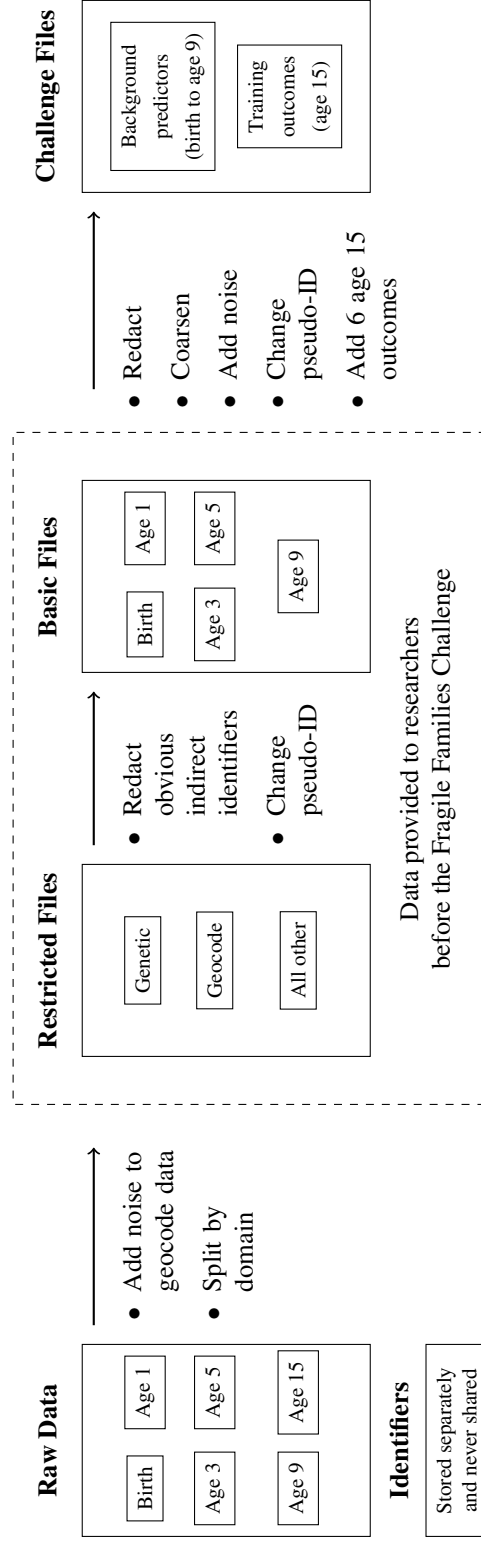 Raw Data
Birth
Age 1
Age 3
Age 5
Age 9
Age 15
Identifiers
Stored separately
and never shared
● Add noise to
geocode data
● Split by
domain
Restricted Files
Genetic
Geocode
All other
● Redact
obvious
indirect
identifiers
● Change
pseudo-ID
Basic Files
Birth
Age 1
Age 3
Age 5
Age 9
Data provided to researchers
before the Fragile Families Challenge
● Redact
● Coarsen
● Add noise
● Change
pseudo-ID
● Add 6 age 15
outcomes
Challenge Files
Background
predictors
(birth to age 9)
Training
outcomes
(age 15)